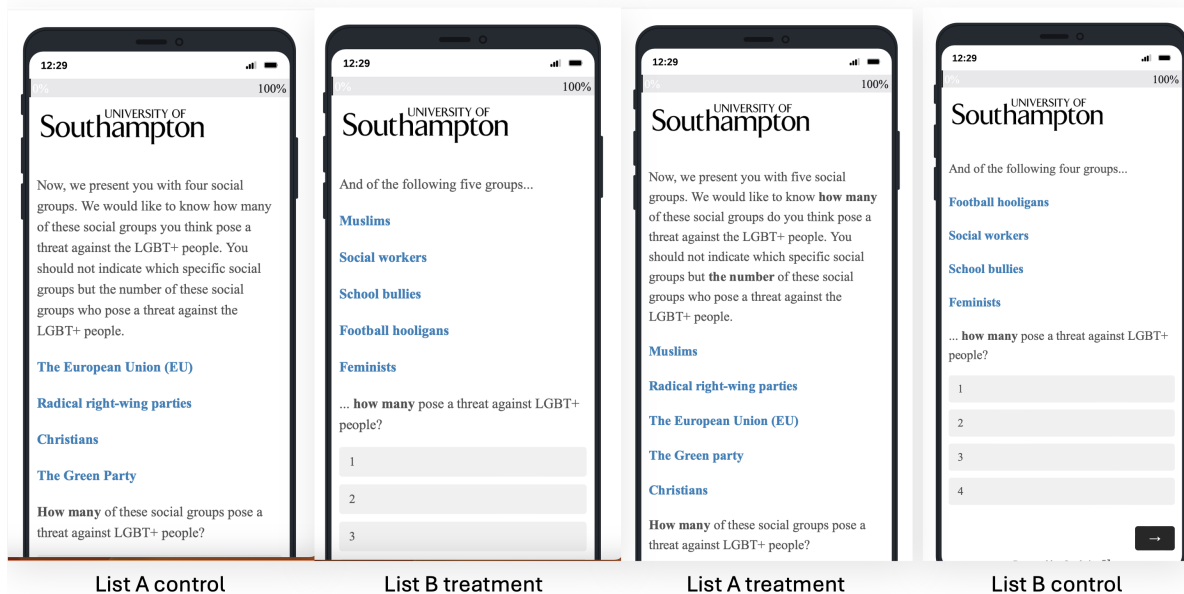 12:29
0%
100%
UNIVERSITY OF
Southampton
Now, we present you with four social
groups. We would like to know how many
of these social groups you think pose a
threat against the LGBT+ people. You
should not indicate which specific social
groups but the number of these social
groups who pose a threat against the
LGBT+ people.
The European Union (EU)
Radical right-wing parties
Christians
The Green Party
How many of these social groups pose a
threat against LGBT+ people?
List A control
12:29
0%
100%
UNIVERSITY OF
Southampton
And of the following five groups...
Muslims
Social workers
School bullies
Football hooligans
Feminists
... how many pose a threat against LGBT+
people?
1
2
3
List B treatment
12:29
0%
100%
UNIVERSITY OF
Southampton
Now, we present you with five social
groups. We would like to know how many
of these social groups do you think pose a
threat against the LGBT+ people. You
should not indicate which specific social
groups but the number of these social
groups who pose a threat against the
LGBT+ people.
Muslims
Radical right-wing parties
The European Union (EU)
The Green party
Christians
How many of these social groups pose a
threat against LGBT+ people?
List A treatment
12:29
0%
100%
UNIVERSITY OF
Southampton
And of the following four groups...
Football hooligans
Social workers
School bullies
Feminists
... how many pose a threat against LGBT+
people?
1
2
3
4
→
List B control